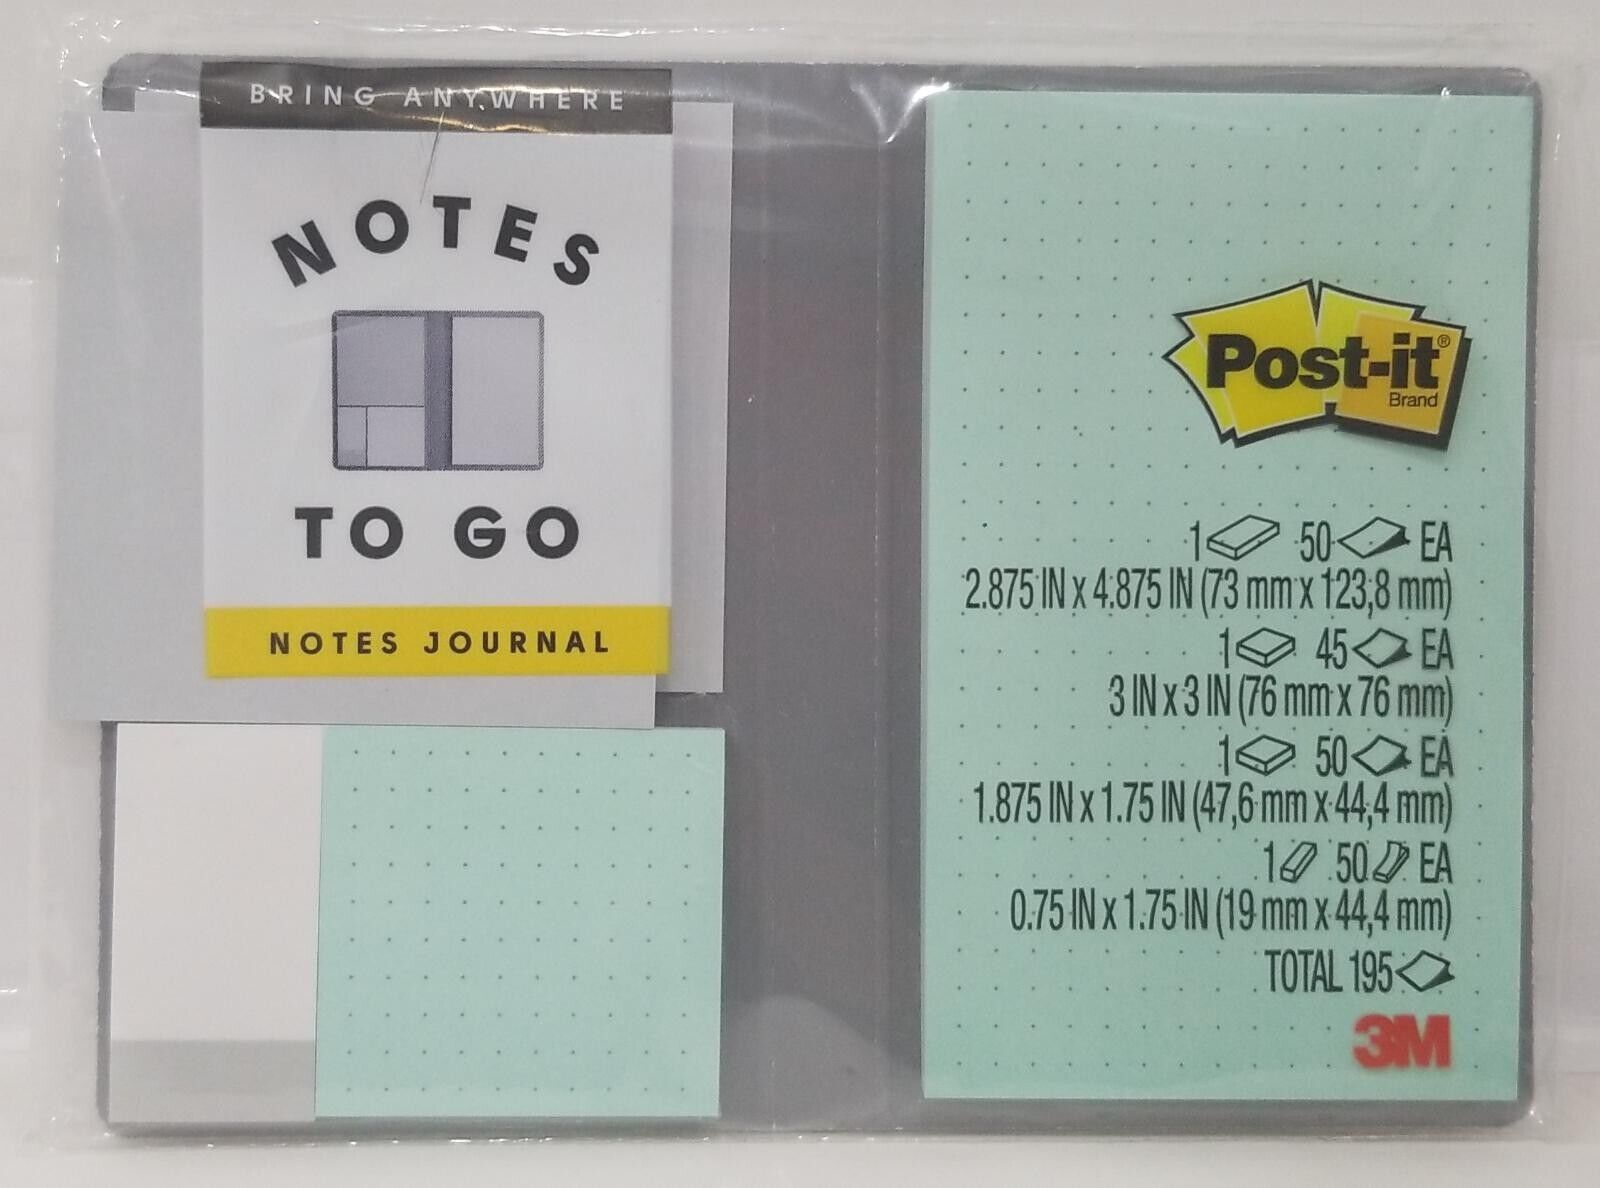 BRING ANYWHERE
NOTES
TO GO
NOTES JOURNAL
Post-it®
Brand
1 50 EA
2.875 IN x 4.875 IN (73 mm x 123,8 mm)
1 45 EA
3 IN x 3 IN (76 mm x 76 mm)
1 50 EA
1.875 IN x 1.75 IN (47,6 mm x 44,4 mm)
1 50 EA
0.75 IN x 1.75 IN (19 mm x 44,4 mm)
TOTAL 195
3M